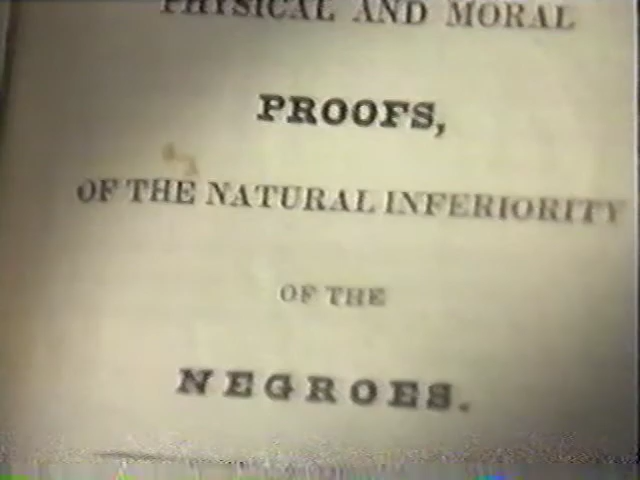 PHYSICAL AND MORAL
PROOFS,
OF THE NATURAL INFERIORITY
OF THE
NEGROES.